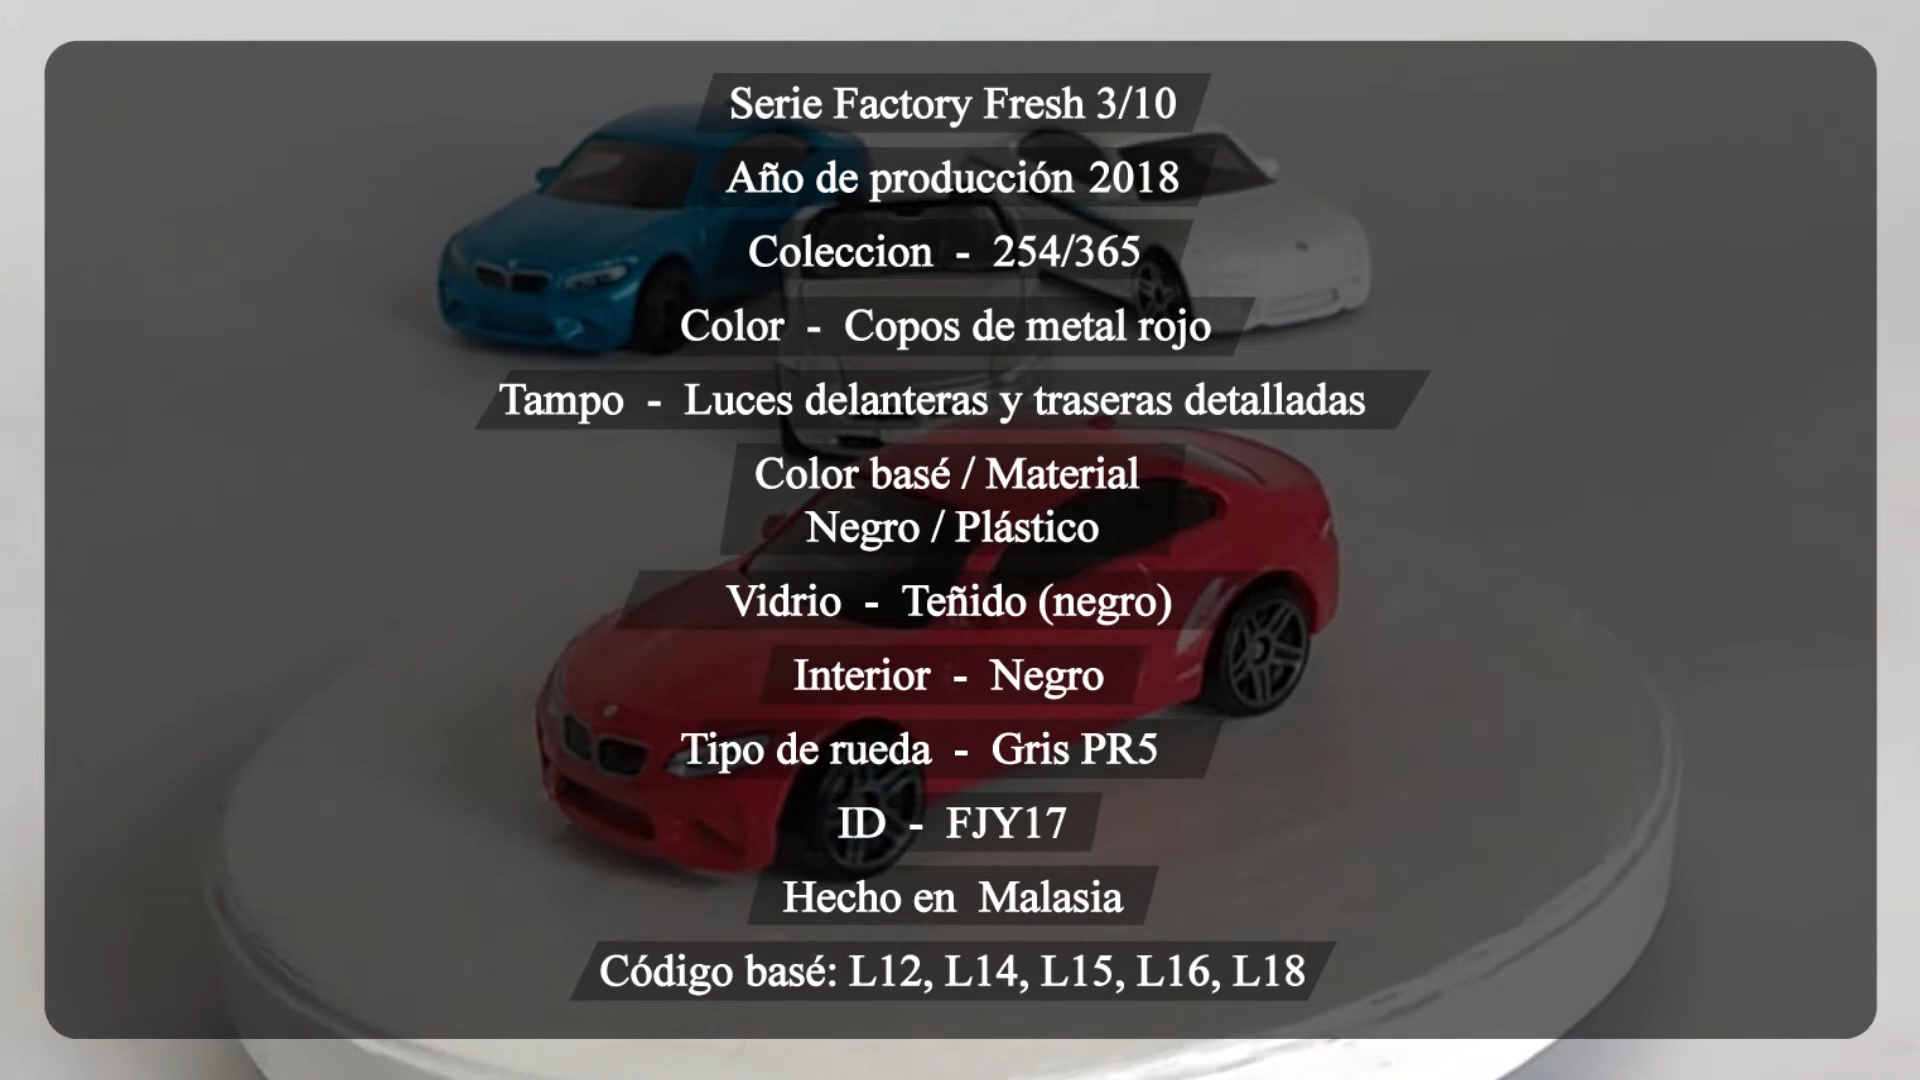 Serie Factory Fresh 3/10
Año de producción 2018
Coleccion - 254/365
Color - Copos de metal rojo
Tampo - Luces delanteras y traseras detalladas
Color basé / Material
Negro / Plástico
Vidrio - Teñido (negro)
Interior - Negro
Tipo de rueda - Gris PR5
ID - FJY17
Hecho en Malasia
Código basé: L12, L14, L15, L16, L18